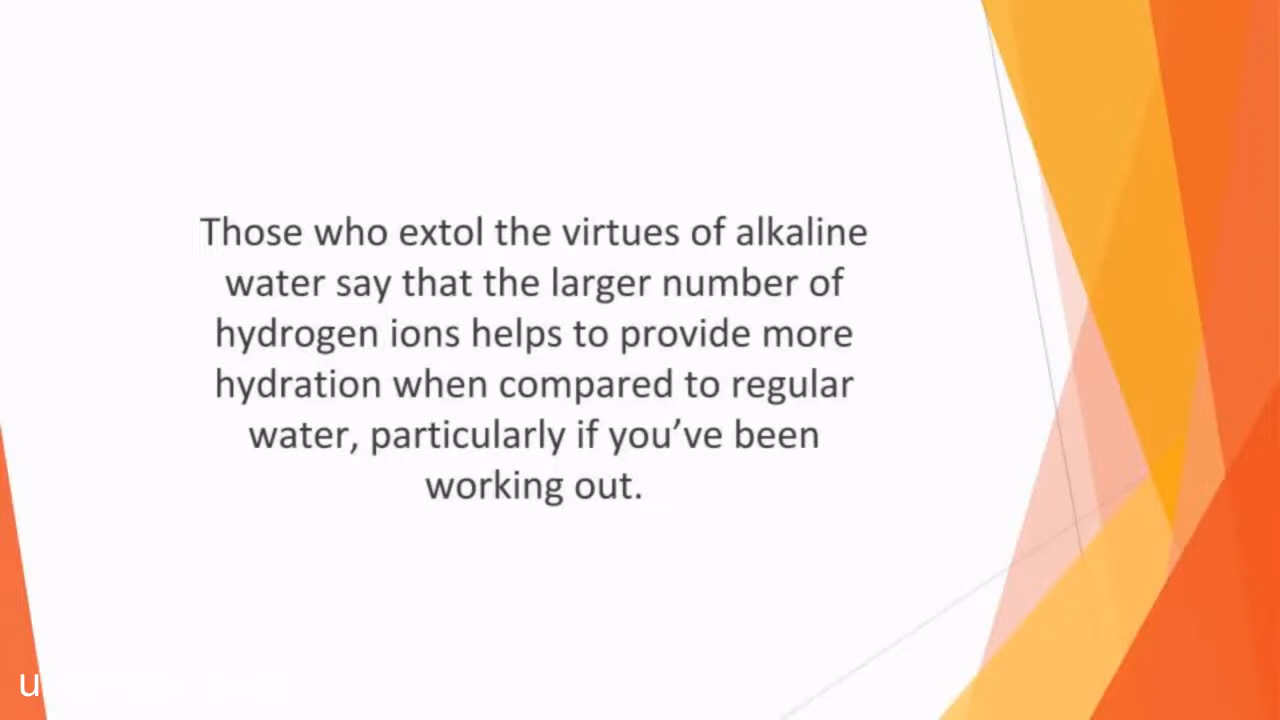 Those who extol the virtues of alkaline
water say that the larger number of
hydrogen ions helps to provide more
hydration when compared to regular
water, particularly if you’ve been
working out.